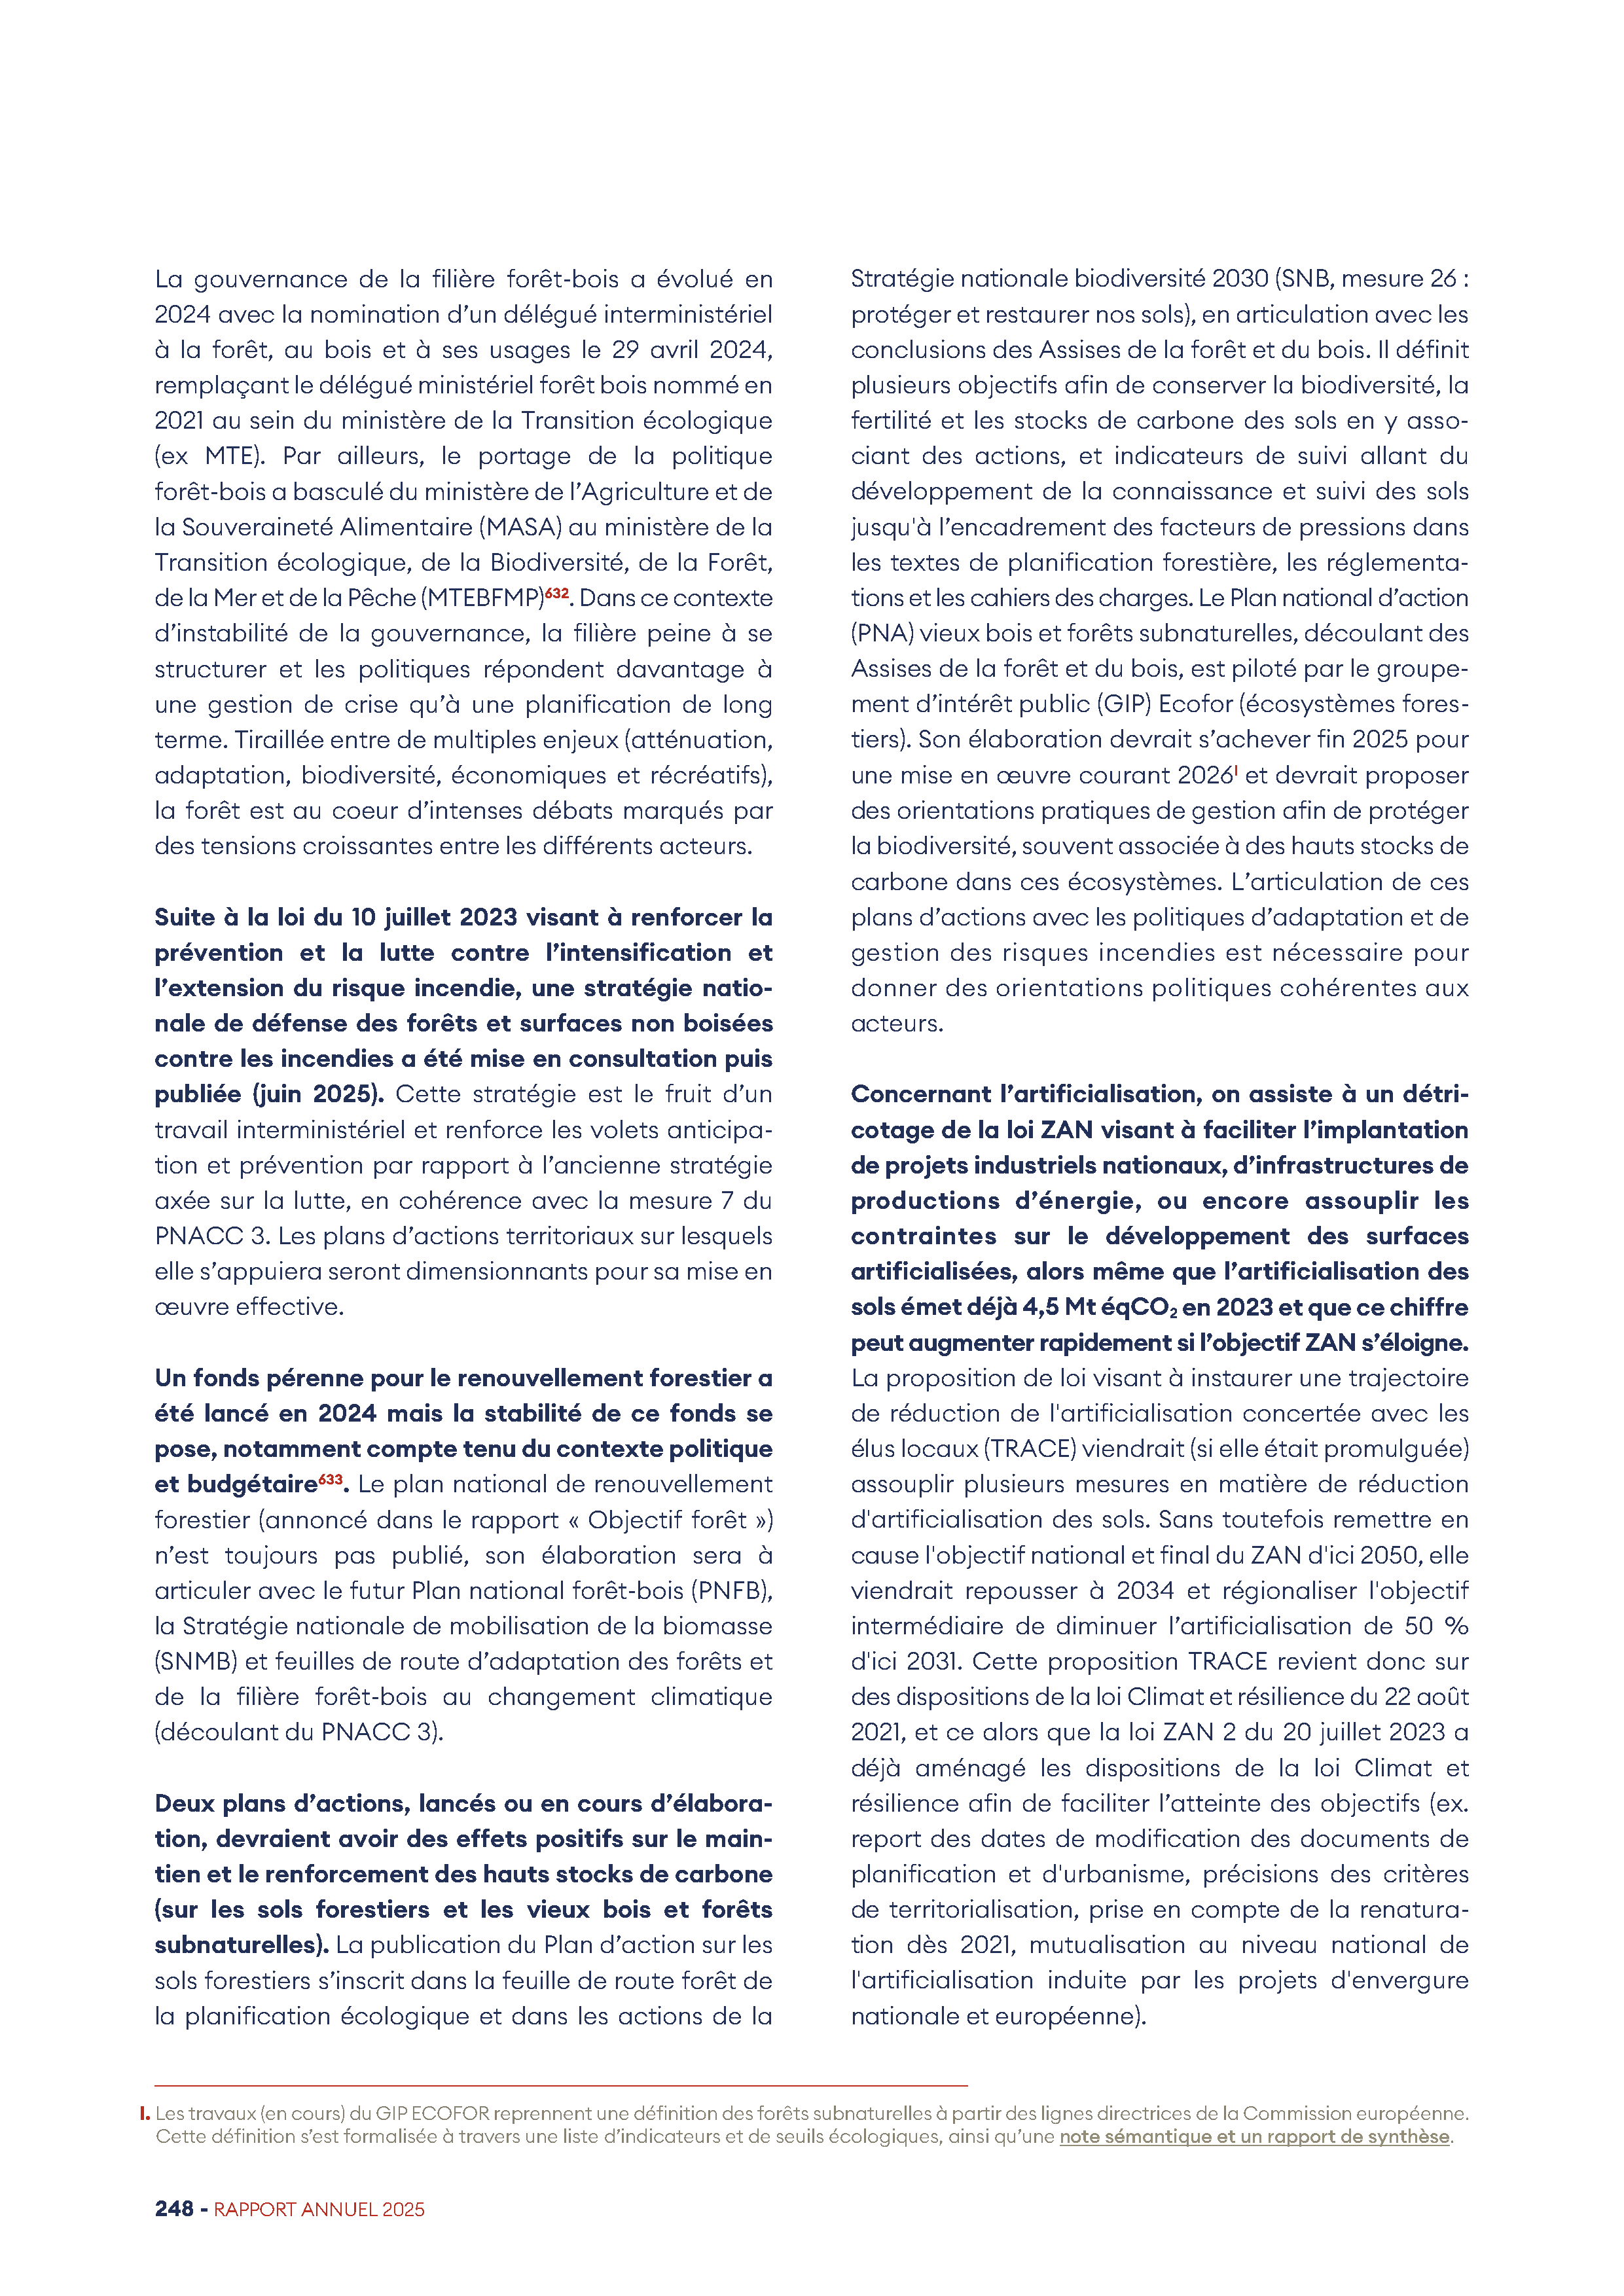 La gouvernance de la filière forêt-bois a évolué en
2024 avec la nomination d’un délégué interministériel
à la forêt, au bois et à ses usages le 29 avril 2024,
remplaçant le délégué ministériel forêt bois nommé en
2021 au sein du ministère de la Transition écologique
(ex MTE). Par ailleurs, le portage de la politique
forêt-bois a basculé du ministère de l’Agriculture et de
la Souveraineté Alimentaire (MASA) au ministère de la
Transition écologique, de la Biodiversité, de la Forêt,
de la Mer et de la Pêche (MTEBFMP)632. Dans ce contexte
d’instabilité de la gouvernance, la filière peine à se
structurer et les politiques répondent davantage à
une gestion de crise qu’à une planification de long
terme. Tiraillée entre de multiples enjeux (atténuation,
adaptation, biodiversité, économiques et récréatifs),
la forêt est au coeur d’intenses débats marqués par
des tensions croissantes entre les différents acteurs.
Suite à la loi du 10 juillet 2023 visant à renforcer la
prévention et la lutte contre l’intensification et
l’extension du risque incendie, une stratégie natio-
nale de défense des forêts et surfaces non boisées
contre les incendies a été mise en consultation puis
publiée (juin 2025). Cette stratégie est le fruit d’un
travail interministériel et renforce les volets anticipa-
tion et prévention par rapport à l’ancienne stratégie
axée sur la lutte, en cohérence avec la mesure 7 du
PNACC 3. Les plans d’actions territoriaux sur lesquels
elle s’appuiera seront dimensionnants pour sa mise en
œuvre effective.
Un fonds pérenne pour le renouvellement forestier a
été lancé en 2024 mais la stabilité de ce fonds se
pose, notamment compte tenu du contexte politique
et budgétaire633. Le plan national de renouvellement
forestier (annoncé dans le rapport « Objectif forêt »)
n’est toujours pas publié, son élaboration sera à
articuler avec le futur Plan national forêt-bois (PNFB),
la Stratégie nationale de mobilisation de la biomasse
(SNMB) et feuilles de route d’adaptation des forêts et
de la filière forêt-bois au changement climatique
(découlant du PNACC 3).
Deux plans d’actions, lancés ou en cours d’élabora-
tion, devraient avoir des effets positifs sur le main-
tien et le renforcement des hauts stocks de carbone
(sur les sols forestiers et les vieux bois et forêts
subnaturelles). La publication du Plan d’action sur les
sols forestiers s’inscrit dans la feuille de route forêt de
la planification écologique et dans les actions de la
Stratégie nationale biodiversité 2030 (SNB, mesure 26 :
protéger et restaurer nos sols), en articulation avec les
conclusions des Assises de la forêt et du bois. Il définit
plusieurs objectifs afin de conserver la biodiversité, la
fertilité et les stocks de carbone des sols en y asso-
ciant des actions, et indicateurs de suivi allant du
développement de la connaissance et suivi des sols
jusqu'à l’encadrement des facteurs de pressions dans
les textes de planification forestière, les réglementa-
tions et les cahiers des charges. Le Plan national d’action
(PNA) vieux bois et forêts subnaturelles, découlant des
Assises de la forêt et du bois, est piloté par le groupe-
ment d’intérêt public (GIP) Ecofor (écosystèmes fores-
tiers). Son élaboration devrait s’achever fin 2025 pour
une mise en œuvre courant 2026I et devrait proposer
des orientations pratiques de gestion afin de protéger
la biodiversité, souvent associée à des hauts stocks de
carbone dans ces écosystèmes. L’articulation de ces
plans d’actions avec les politiques d’adaptation et de
gestion des risques incendies est nécessaire pour
donner des orientations politiques cohérentes aux
acteurs.
Concernant l’artificialisation, on assiste à un détri-
cotage de la loi ZAN visant à faciliter l’implantation
de projets industriels nationaux, d’infrastructures de
productions d’énergie, ou encore assouplir les
contraintes sur le développement des surfaces
artificialisées, alors même que l’artificialisation des
sols émet déjà 4,5 Mt éqCO₂ en 2023 et que ce chiffre
peut augmenter rapidement si l’objectif ZAN s’éloigne.
La proposition de loi visant à instaurer une trajectoire
de réduction de l'artificialisation concertée avec les
élus locaux (TRACE) viendrait (si elle était promulguée)
assouplir plusieurs mesures en matière de réduction
d'artificialisation des sols. Sans toutefois remettre en
cause l'objectif national et final du ZAN d'ici 2050, elle
viendrait repousser à 2034 et régionaliser l'objectif
intermédiaire de diminuer l’artificialisation de 50 %
d'ici 2031. Cette proposition TRACE revient donc sur
des dispositions de la loi Climat et résilience du 22 août
2021, et ce alors que la loi ZAN 2 du 20 juillet 2023 a
déjà aménagé les dispositions de la loi Climat et
résilience afin de faciliter l’atteinte des objectifs (ex.
report des dates de modification des documents de
planification et d'urbanisme, précisions des critères
de territorialisation, prise en compte de la renatura-
tion dès 2021, mutualisation au niveau national de
l'artificialisation induite par les projets d'envergure
nationale et européenne).
I. Les travaux (en cours) du GIP ECOFOR reprennent une définition des forêts subnaturelles à partir des lignes directrices de la Commission européenne.
Cette définition s’est formalisée à travers une liste d’indicateurs et de seuils écologiques, ainsi qu’une note sémantique et un rapport de synthèse.
248 - RAPPORT ANNUEL 2025